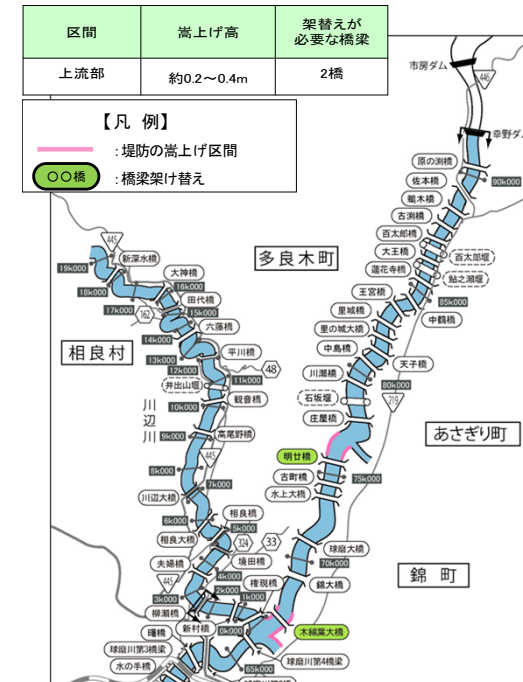 区間
嵩上げ高
架替えが
必要な橋梁
上流部
約0.2～0.4m
2橋
【凡 例】
：堤防の嵩上げ区間
〇〇橋
：橋梁架け替え
市房ダム
446
幸野ダ
原の渕橋
佐本橋
90k000
鵜木橋
古渕橋
百太郎橋
大王橋
百太郎堰
蓮花寺橋
鮎之瀬堰
王宮橋
85k000
里城橋
中鶴橋
里の城大橋
中島橋
天子橋
川瀬橋
80k000
石坂堰
219
庄屋橋
明廿橋
古町橋
75k000
水上大橋
球磨大橋
70k000
錦大橋
木綿葉大橋
球磨川第4橋梁
65k000
多良木町
相良村
あさぎり町
錦 町
川辺川
445
19k000
新深水橋
18k000
大神橋
16k000
17k000
田代橋
15k000
162
六藤橋
14k000
13k000
平川橋
12k000
48
11k000
井出山堰
観音橋
10k000
高尾野橋
9k000
445
8k000
7k000
川辺大橋
相良橋
6k000
5k000
相良大橋
324
33
境田橋
夫婦橋
4k000
445
権現橋
2k000
3k000
1k000
柳瀬橋
新村橋
0k000
曙橋
球磨川第3橋梁
水の手橋